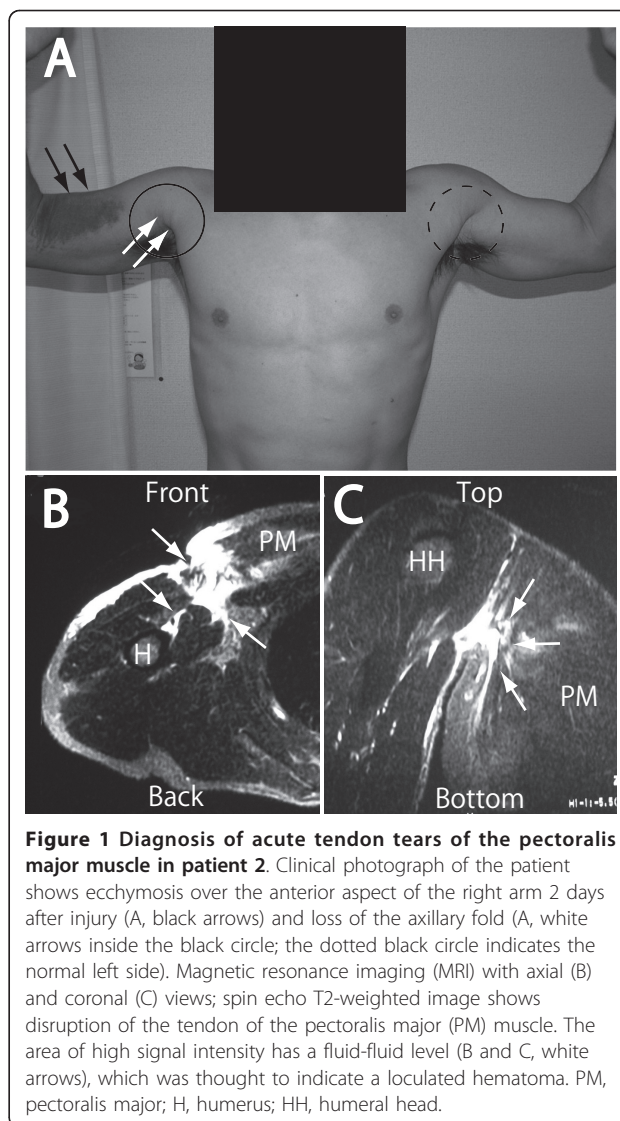 A
B
Front
PM
H
Back
C
Top
HH
PM
Bottom
HI-11-5.50
Figure 1 Diagnosis of acute tendon tears of the pectoralis
major muscle in patient 2. Clinical photograph of the patient
shows ecchymosis over the anterior aspect of the right arm 2 days
after injury (A, black arrows) and loss of the axillary fold (A, white
arrows inside the black circle; the dotted black circle indicates the
normal left side). Magnetic resonance imaging (MRI) with axial (B)
and coronal (C) views; spin echo T2-weighted image shows
disruption of the tendon of the pectoralis major (PM) muscle. The
area of high signal intensity has a fluid-fluid level (B and C, white
arrows), which was thought to indicate a loculated hematoma. PM,
pectoralis major; H, humerus; HH, humeral head.